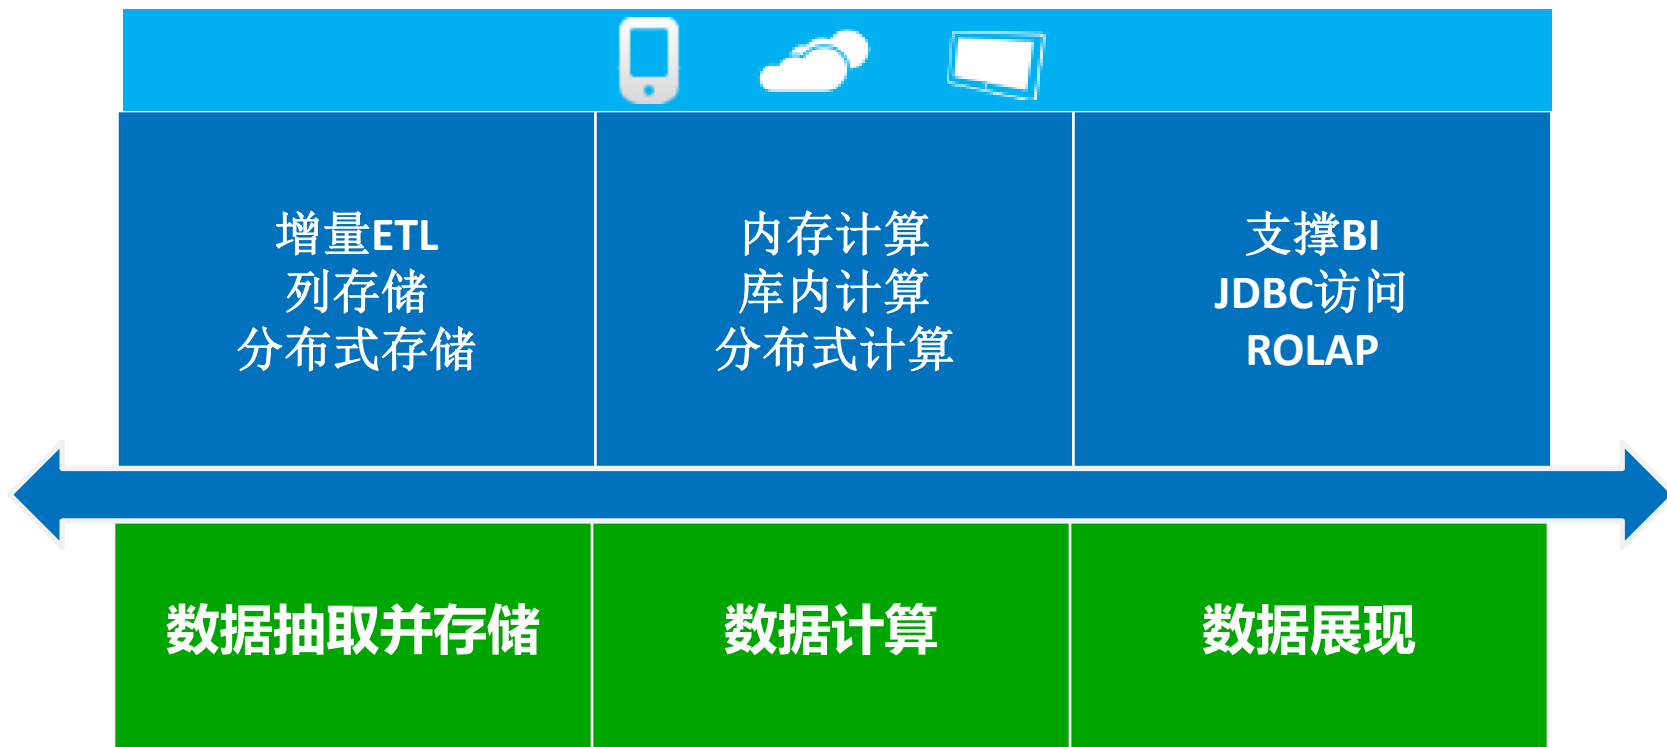 增量ETL
列存储
分布式存储
内存计算
库内计算
分布式计算
支撑BI
JDBC访问
ROLAP
数据抽取并存储
数据计算
数据展现